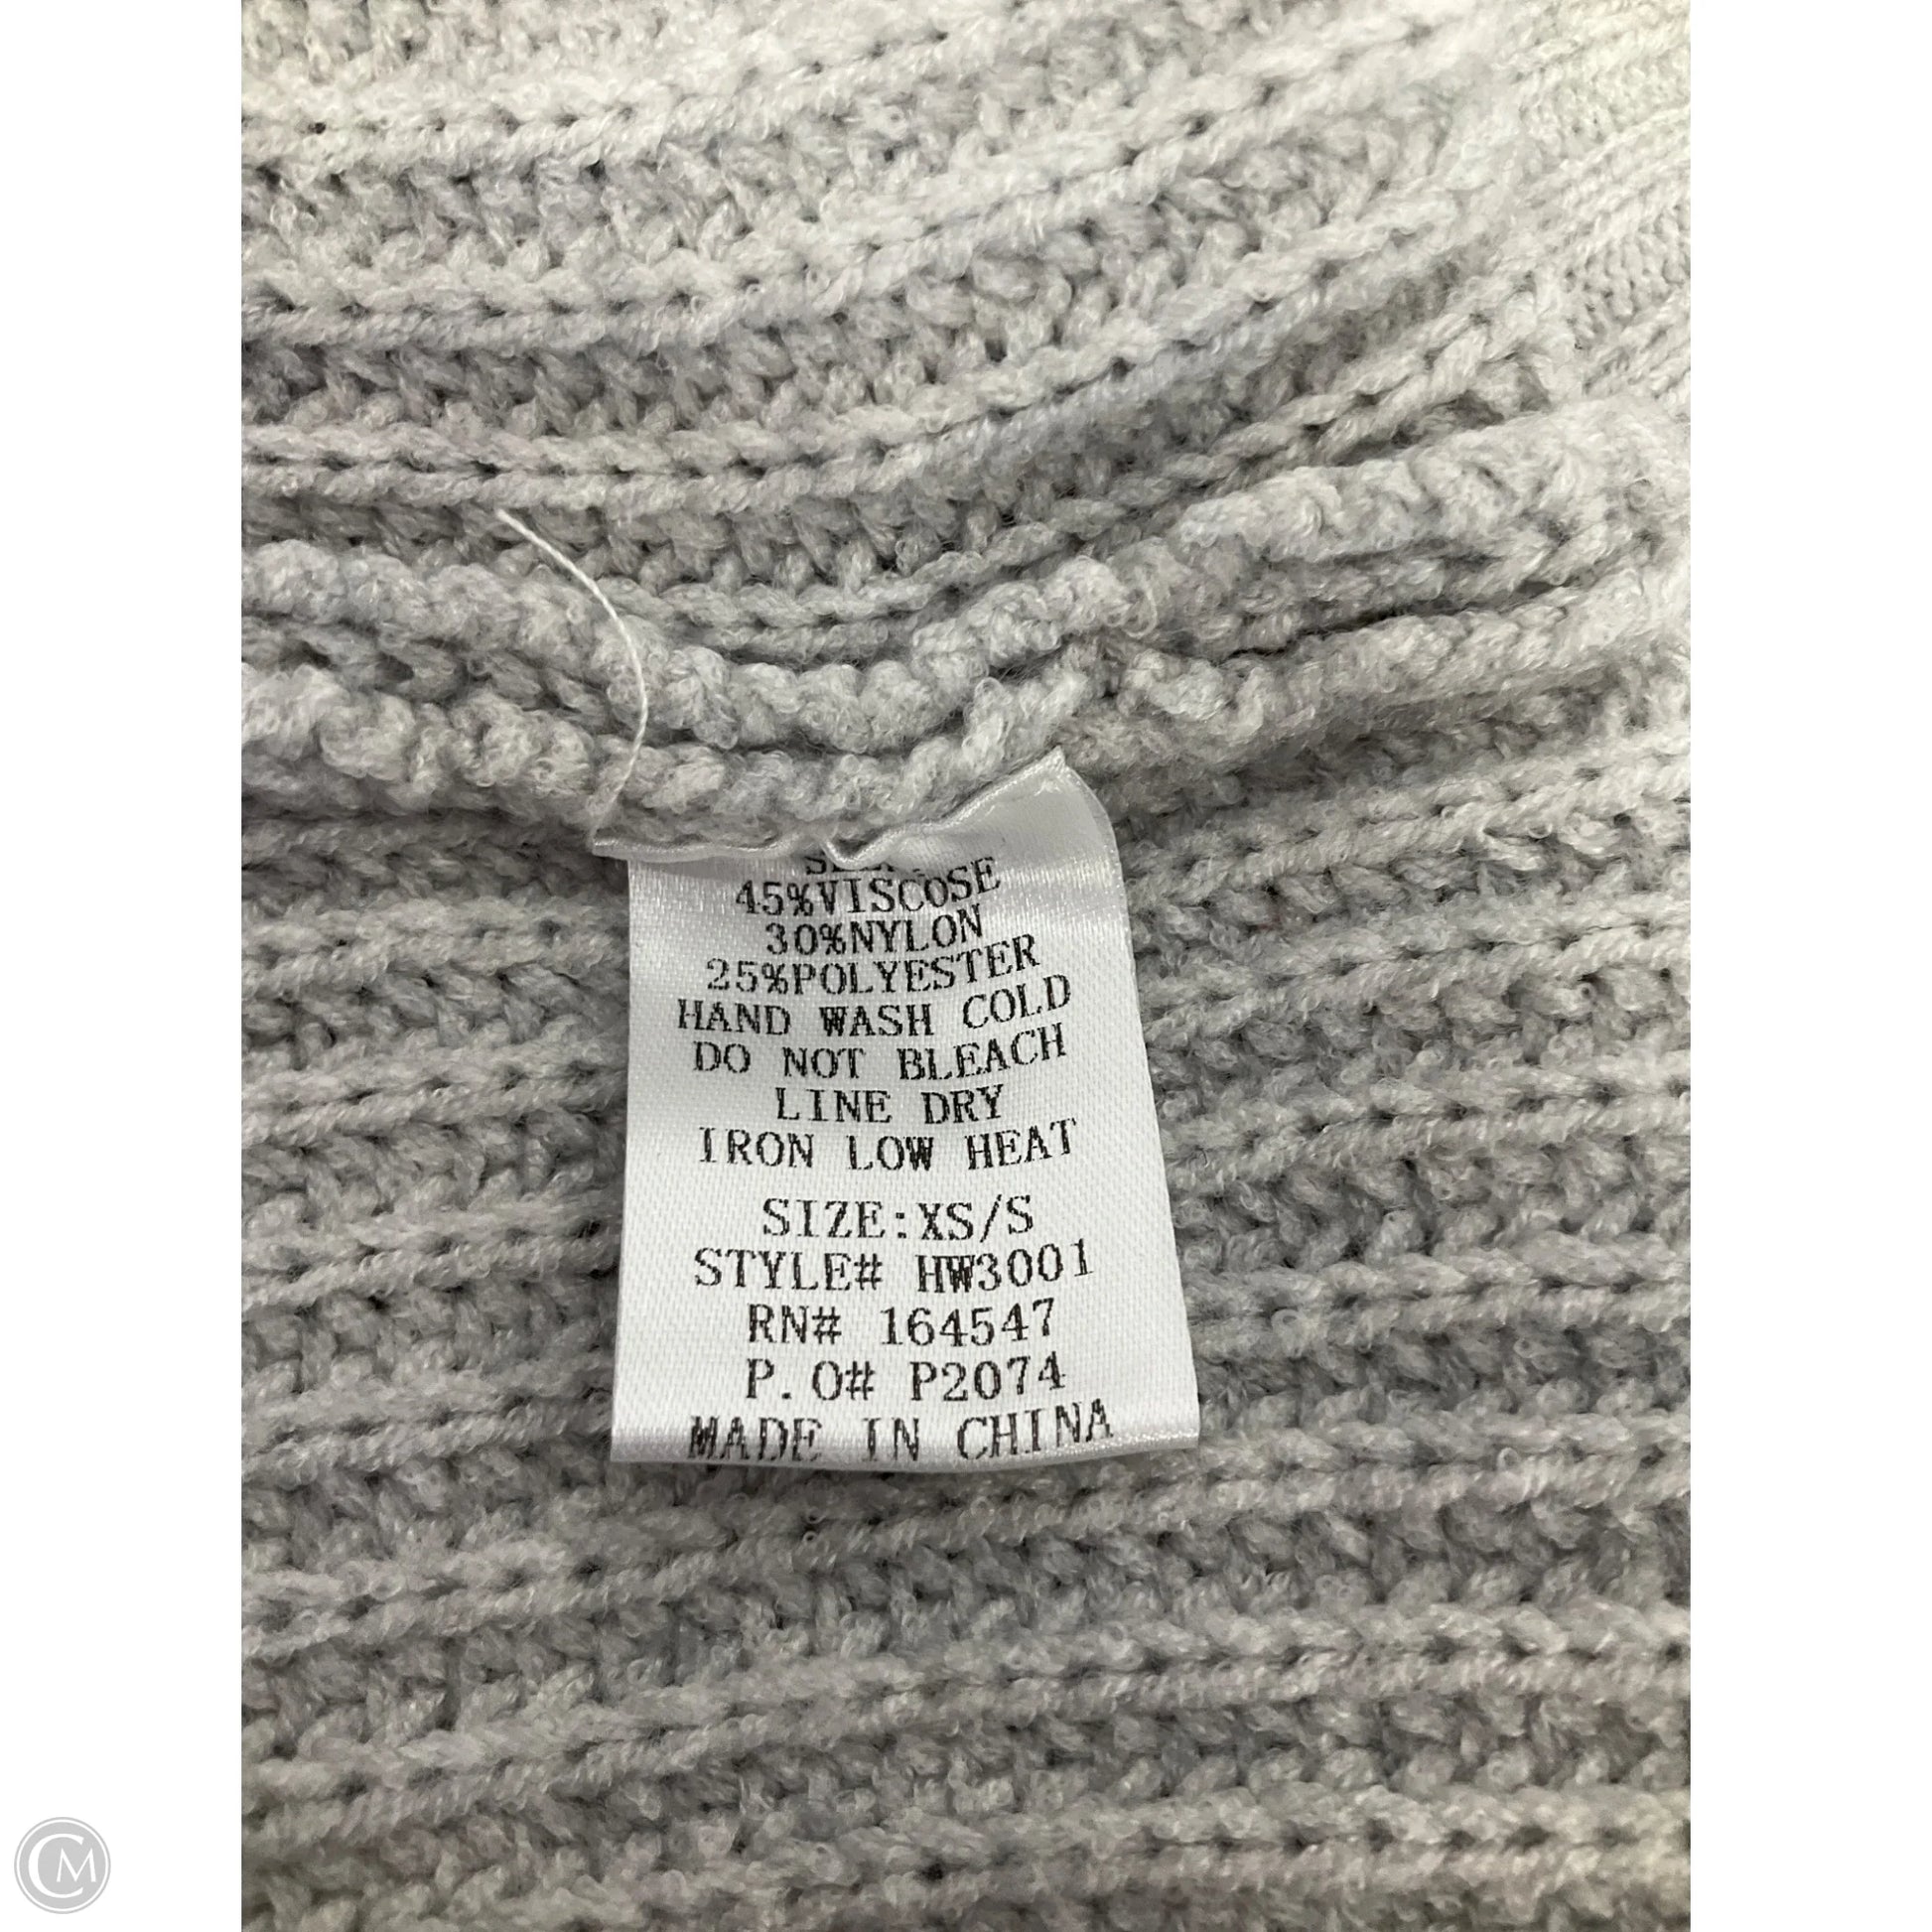 45%VISCOSE
30%NYLON
25%POLYESTER
HAND WASH COLD
DO NOT BLEACH
LINE DRY
IRON LOW HEAT
SIZE:XS/S
STYLE# HW3001
RN# 164547
P.O# P2074
MADE IN CHINA
CM